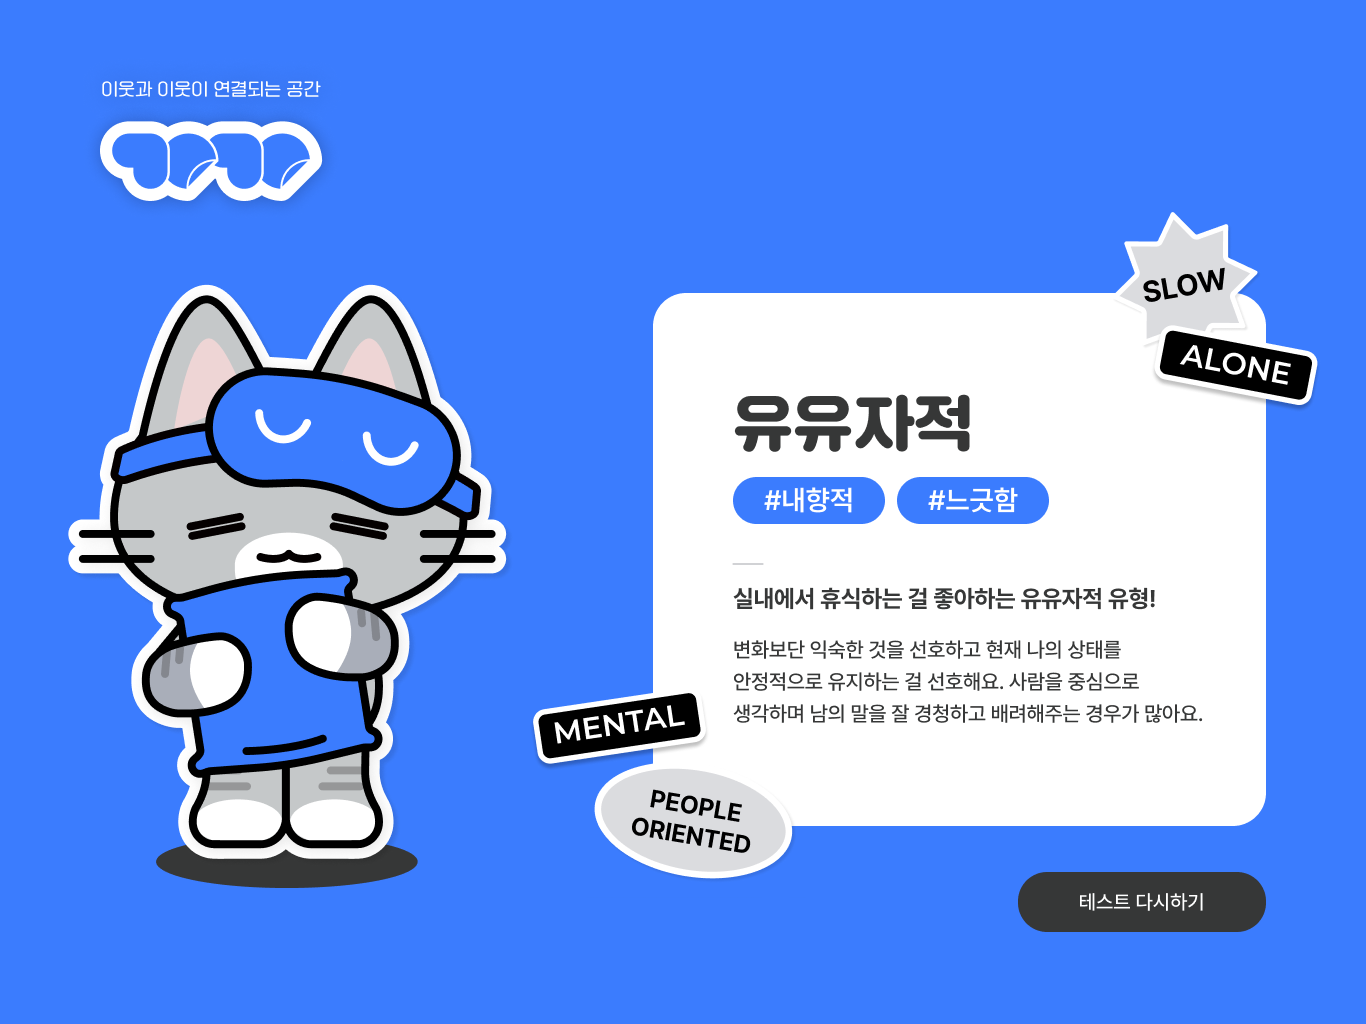 이웃과 이웃이 연결되는 공간
SLOW
ALONE
유유자적
#내향적 #느긋함
실내에서 휴식하는 걸 좋아하는 유유자적 유형!
변화보단 익숙한 것을 선호하고 현재 나의 상태를
안정적으로 유지하는 걸 선호해요. 사람을 중심으로
생각하며 남의 말을 잘 경청하고 배려해주는 경우가 많아요.
MENTAL
PEOPLE
ORIENTED
테스트 다시하기